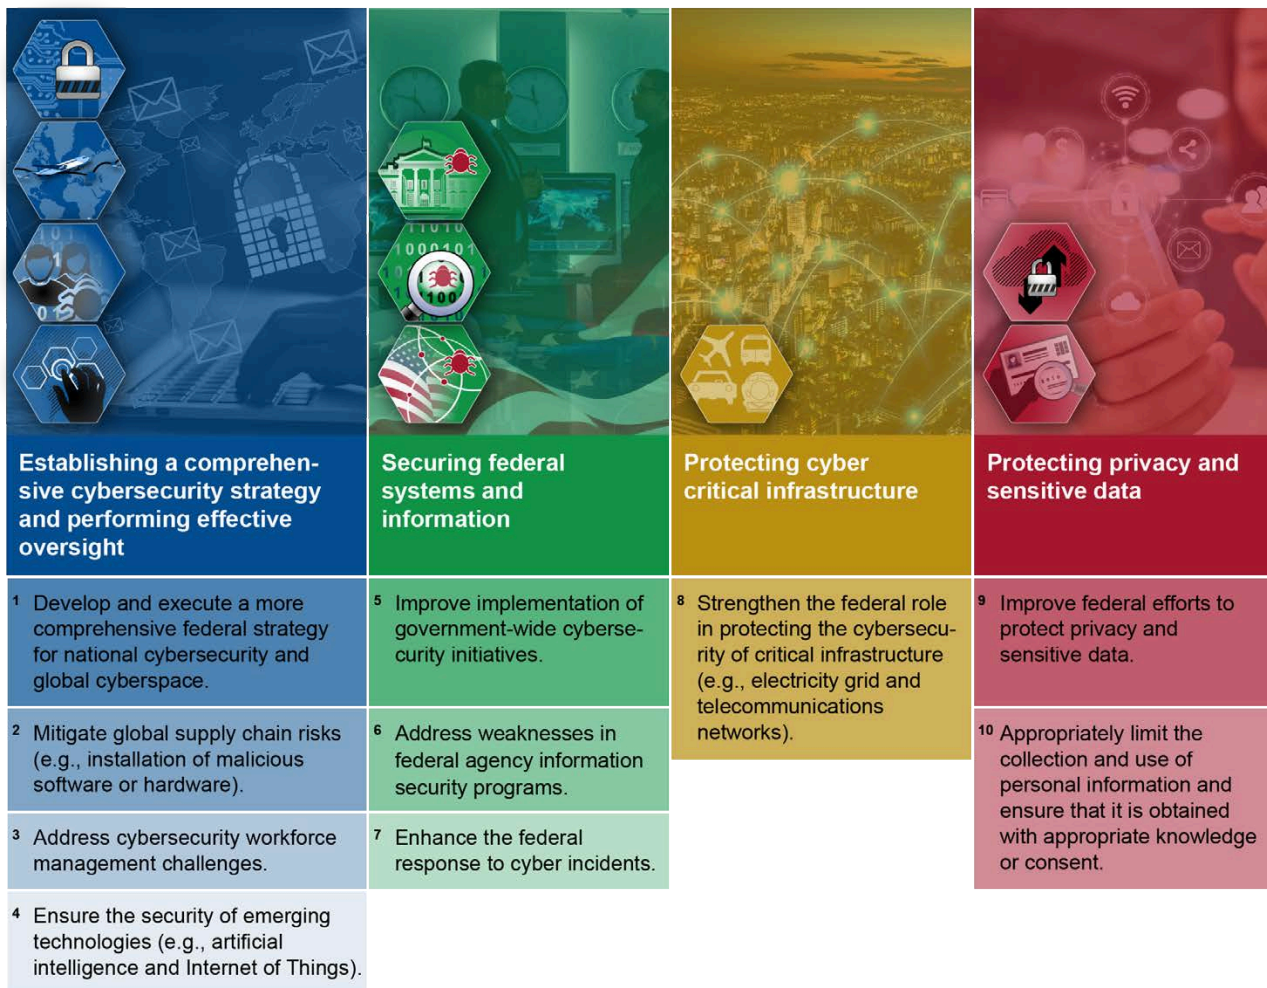 Establishing a comprehen-
sive cybersecurity strategy
and performing effective
oversight
1 Develop and execute a more
comprehensive federal strategy
for national cybersecurity and
global cyberspace.
2 Mitigate global supply chain risks
(e.g., installation of malicious
software or hardware).
3 Address cybersecurity workforce
management challenges.
4 Ensure the security of emerging
technologies (e.g., artificial
intelligence and Internet of Things).
11010
1000101
100
Securing federal
systems and
information
5 Improve implementation of
government-wide cyberse-
curity initiatives.
6 Address weaknesses in
federal agency information
security programs.
7 Enhance the federal
response to cyber incidents.
Protecting cyber
critical infrastructure
8 Strengthen the federal role
in protecting the cybersecu-
rity of critical infrastructure
(e.g., electricity grid and
telecommunications
networks).
Protecting privacy and
sensitive data
9 Improve federal efforts to
protect privacy and
sensitive data.
10 Appropriately limit the
collection and use of
personal information and
ensure that it is obtained
with appropriate knowledge
or consent.